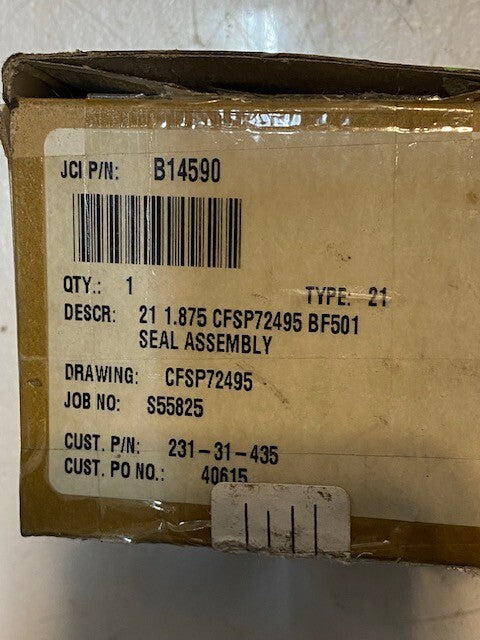 JCI P/N: B14590
QTY.: 1 TYPE: 21
DESCR: 21 1.875 CFSP72495 BF501
SEAL ASSEMBLY
DRAWING: CFSP72495
JOB NO: S55825
CUST. P/N: 231-31-435
CUST. PO NO.: 40615